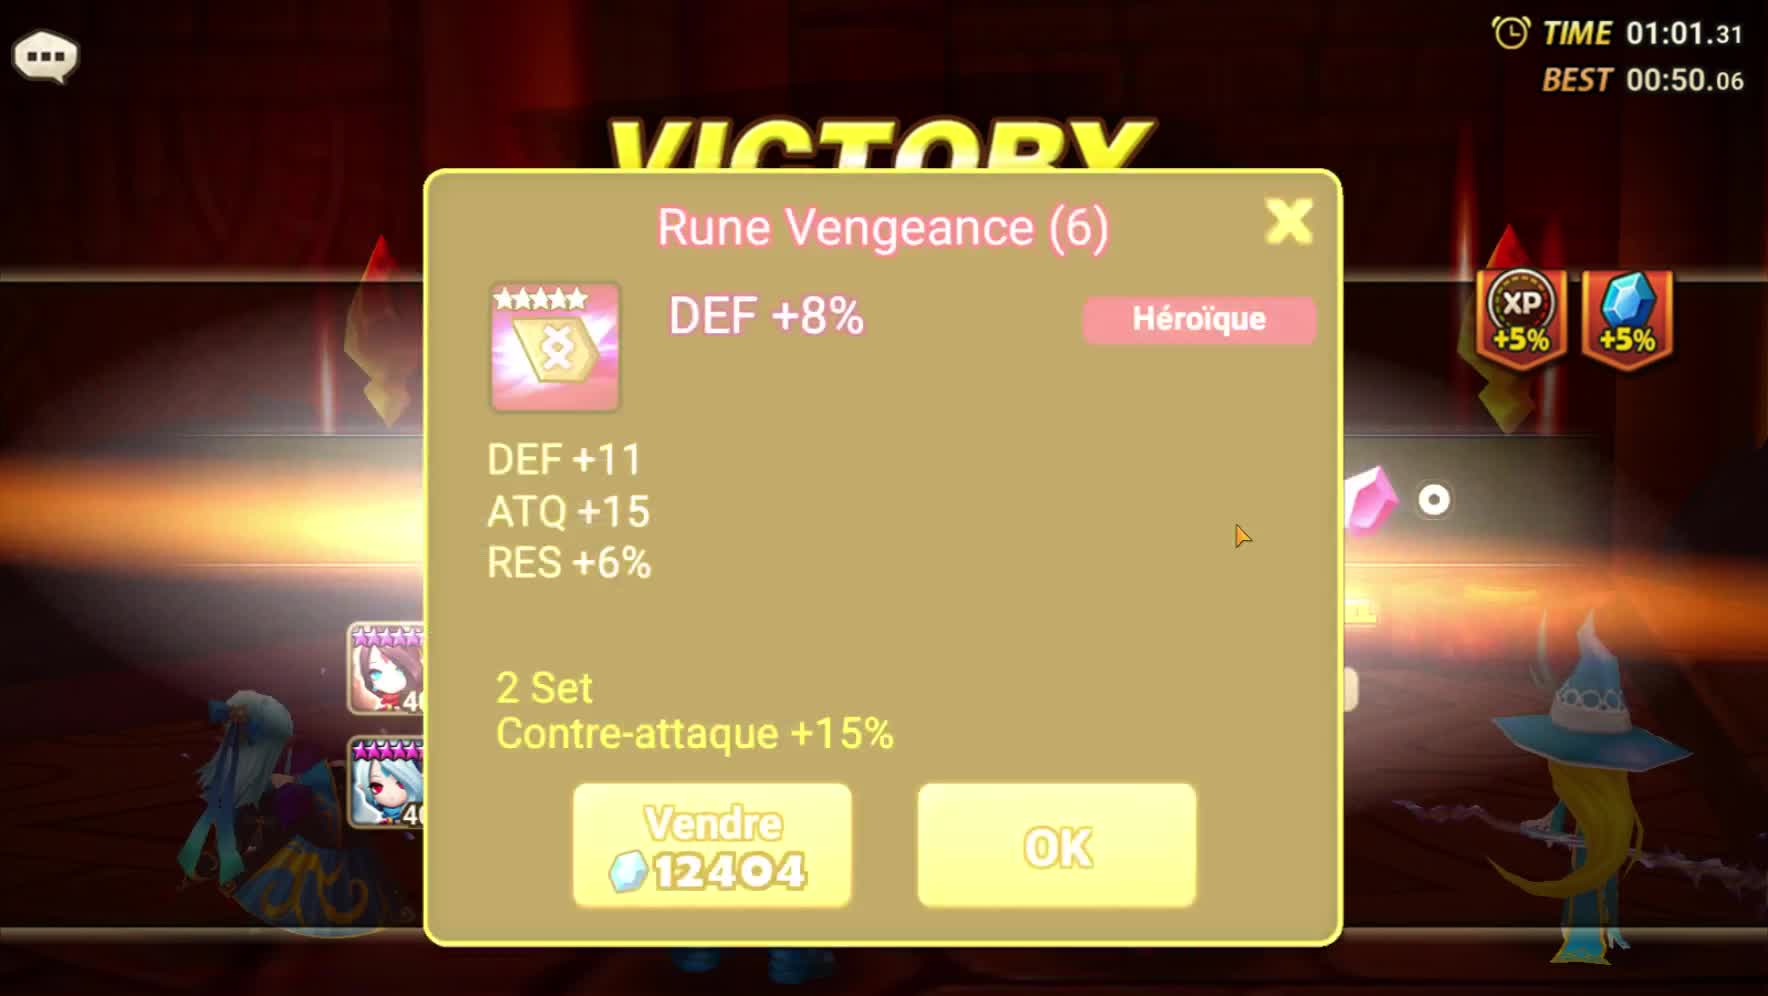 TIME 01:01.31
BEST 00:50.06
VICTORY
Rune Vengeance (6)
DEF +8%
Héroïque
XP
+5%
+5%
DEF +11
ATQ +15
RES +6%
2 Set
Contre-attaque +15%
Vendre
12404
OK